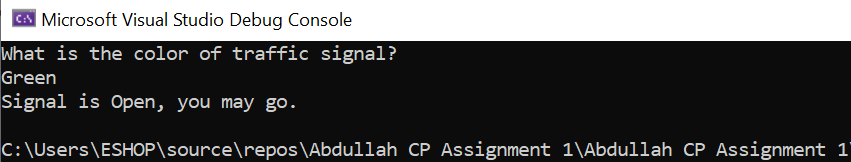 Microsoft Visual Studio Debug Console
What is the color of traffic signal?
Green
Signal is Open, you may go.
C:\Users\ESHOP\source\repos\Abdullah CP Assignment 1\Abdullah CP Assignment 1\